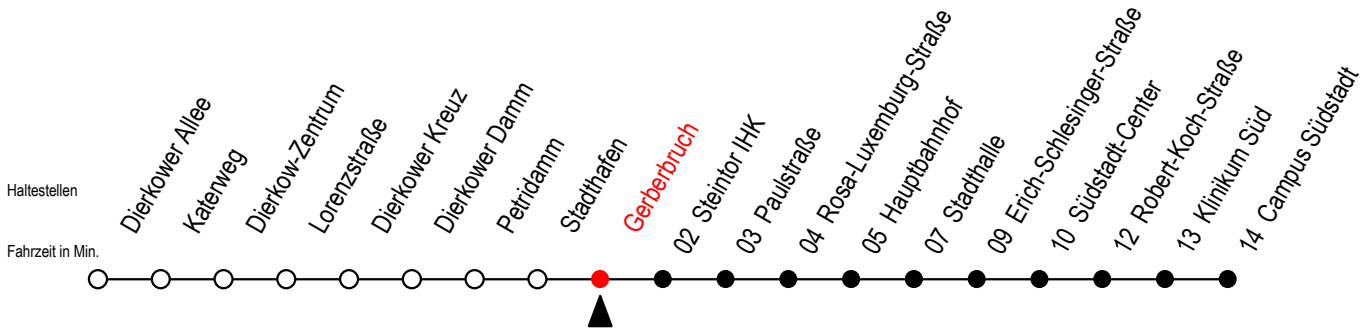 Haltestellen
Fahrzeit in Min.
Dierkower Allee
Katerweg
Dierkow-Zentrum
Lorenzstraße
Dierkower Kreuz
Dierkower Damm
Petridamm
Stadthafen
Gerberbruch
02 Steintor IHK
03 Paulstraße
04 Rosa-Luxemburg-Straße
05 Hauptbahnhof
07 Stadthalle
09 Erich-Schlesinger-Straße
10 Südstadt-Center
12 Robert-Koch-Straße
13 Klinikum Süd
14 Campus Südstadt